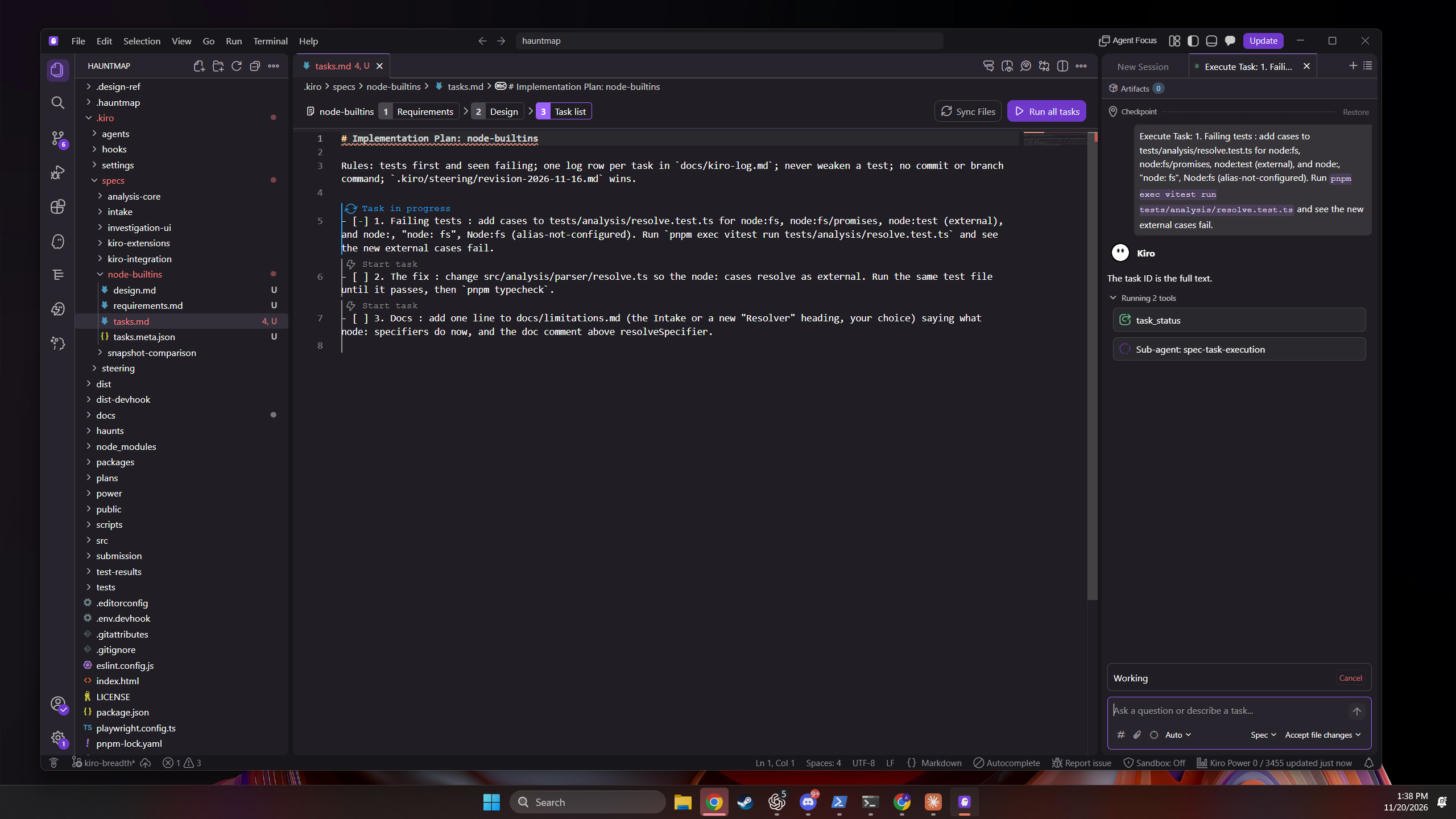 File Edit Selection View Go Run Terminal Help
hauntmap
Agent Focus
Update
HAUNTMAP
.design-ref
.hauntmap
.kiro
agents
hooks
settings
specs
analysis-core
intake
investigation-ui
kiro-extensions
kiro-integration
node-builtins
design.md U
requirements.md U
tasks.md 4, U
tasks.meta.json U
snapshot-comparison
steering
dist
dist-devhook
docs
haunts
node_modules
packages
plans
power
public
scripts
src
submission
test-results
tests
.editorconfig
.env.devhook
.gitattributes
.gitignore
eslint.config.js
index.html
LICENSE
package.json
playwright.config.ts
pnpm-lock.yaml
tasks.md 4, U
.kiro > specs > node-builtins > tasks.md > # Implementation Plan: node-builtins
node-builtins 1 Requirements > 2 Design > 3 Task list
Sync Files
Run all tasks
1 # Implementation Plan: node-builtins
2
3 Rules: tests first and seen failing; one log row per task in `docs/kiro-log.md`; never weaken a test; no commit or branch
command; `.kiro/steering/revision-2026-11-16.md` wins.
4
Task in progress
5 - [-] 1. Failing tests : add cases to tests/analysis/resolve.test.ts for node:fs, node:fs/promises, node:test (external),
and node:, "node: fs", Node:fs (alias-not-configured). Run `pnpm exec vitest run tests/analysis/resolve.test.ts` and see
the new external cases fail.
Start task
6 - [ ] 2. The fix : change src/analysis/parser/resolve.ts so the node: cases resolve as external. Run the same test file
until it passes, then `pnpm typecheck`.
Start task
7 - [ ] 3. Docs : add one line to docs/limitations.md (the Intake or a new "Resolver" heading, your choice) saying what
node: specifiers do now, and the doc comment above resolveSpecifier.
8
New Session
Execute Task: 1. Faili...
Artifacts 0
Checkpoint
Restore
Execute Task: 1. Failing tests : add cases to
tests/analysis/resolve.test.ts for node:fs,
node:fs/promises, node:test (external), and node:,
"node: fs", Node:fs (alias-not-configured). Run pnpm
exec vitest run
tests/analysis/resolve.test.ts and see the new
external cases fail.
Kiro
The task ID is the full text.
Running 2 tools
task_status
Sub-agent: spec-task-execution
Working
Cancel
Ask a question or describe a task...
# Auto
Spec
Accept file changes
6
1
kiro-breadth*
1 3
Ln 1, Col 1
Spaces: 4
UTF-8
LF
{} Markdown
Autocomplete
Report issue
Sandbox: Off
Kiro Power 0 / 3455 updated just now
Search
5
9+
1:38 PM
11/20/2026